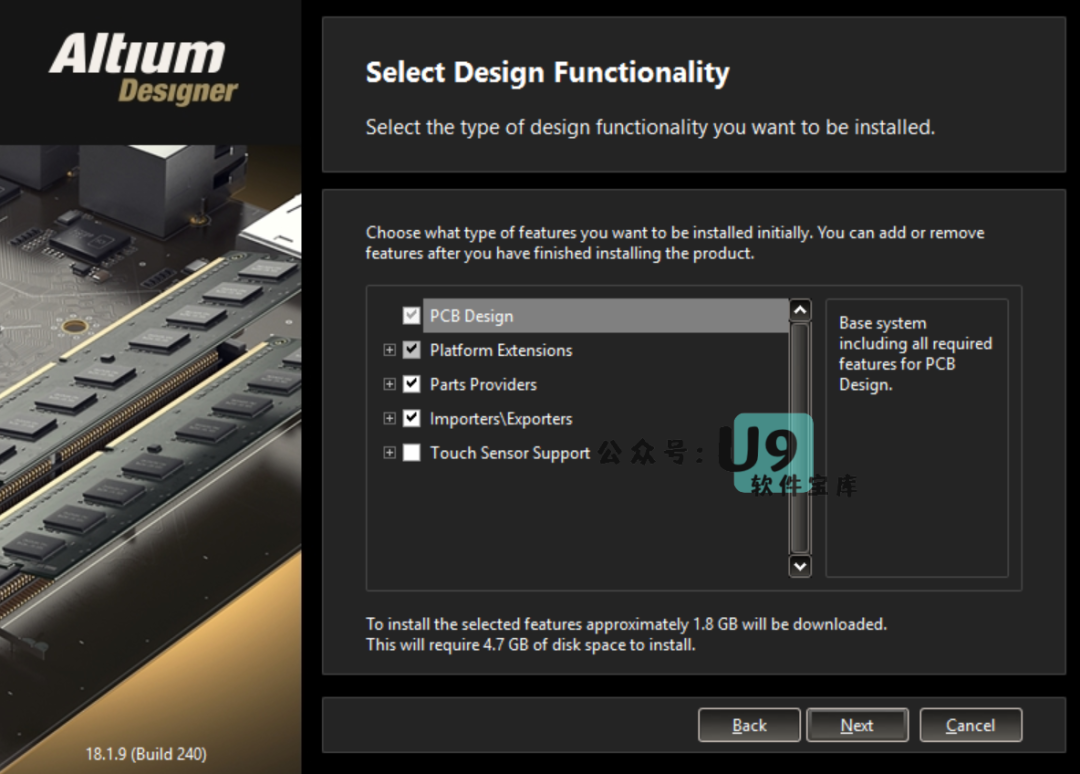 Altium
Designer
Select Design Functionality
Select the type of design functionality you want to be installed.
Choose what type of features you want to be installed initially. You can add or remove
features after you have finished installing the product.
PCB Design
Platform Extensions
Parts Providers
Importers\Exporters
Touch Sensor Support
Base system
including all required
features for PCB
Design.
公众号:
U9
软件宝库
To install the selected features approximately 1.8 GB will be downloaded.
This will require 4.7 GB of disk space to install.
Back
Next
Cancel
18.1.9 (Build 240)